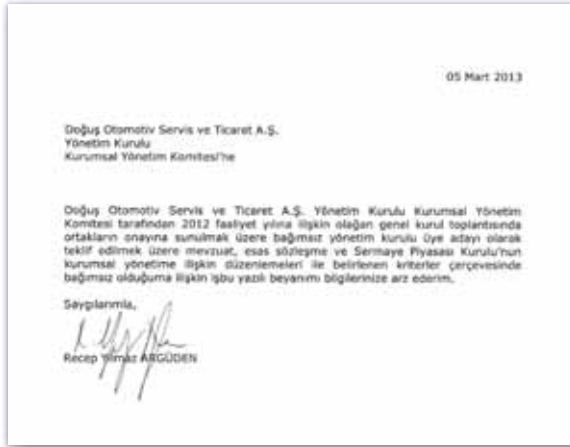 05 Mart 2013
Doğuş Otomotiv Servis ve Ticaret A.Ş.
Yönetim Kurulu
Kurumsal Yönetim Komitesi'ne
Doğuş Otomotiv Servis ve Ticaret A.Ş. Yönetim Kurulu Kurumsal Yönetim
Komitesi tarafından 2012 faaliyet yılına ilişkin olağan genel kurul toplantısında
ortakların onayına sunulmak üzere bağımsız yönetim kurulu üye adayı olarak
teklif edilmek üzere mevzuat, esas sözleşme ve Sermaye Piyasası Kurulu'nun
kurumsal yönetime ilişkin düzenlemeleri ile belirlenen kriterler çerçevesinde
bağımsız olduğuma ilişkin işbu yazılı beyanımı bilgilerinize arz ederim.
Saygılarımla,
Recep Yılmaz ARGÜDEN